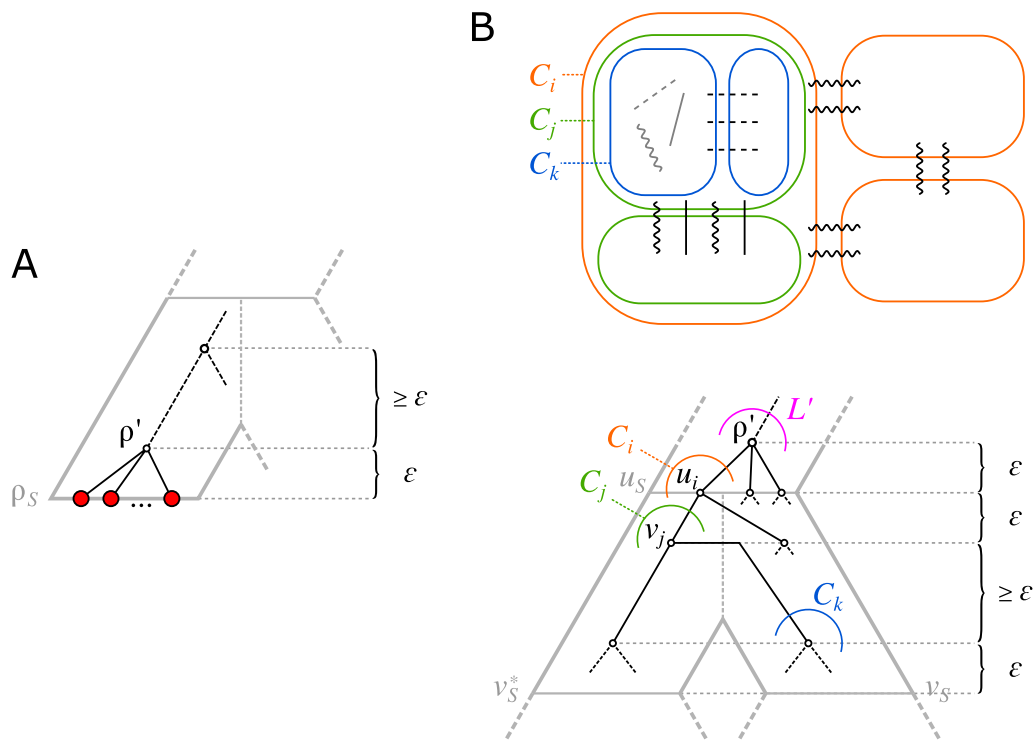 B
C_i
C_j
C_k
A
≥ ε
ρ'
ε
ρ_S
...
L'
ρ'
C_i
ε
u_S
u_i
C_j
ε
v_j
≥ ε
C_k
ε
v_S^*
v_S